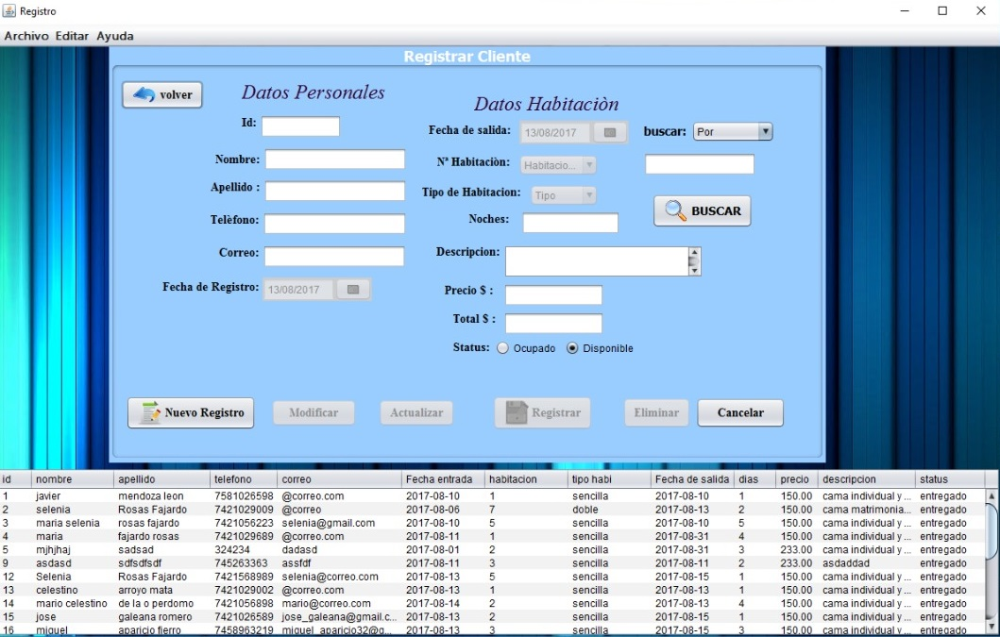 Registro
Archivo Editar Ayuda
Registrar Cliente
volver
Datos Personales
Id:
Nombre:
Apellido :
Telèfono:
Correo:
Fecha de Registro: 13/08/2017
Datos Habitaciòn
Fecha de salida: 13/08/2017
Nª Habitaciòn: Habitacio...
Tipo de Habitacion: Tipo
Noches:
Descripcion:
Precio $ :
Total $ :
Status: Ocupado Disponible
buscar: Por
BUSCAR
Nuevo Registro Modificar Actualizar Registrar Eliminar Cancelar
id nombre apellido telefono correo Fecha entrada habitacion tipo habi Fecha de salida dias precio descripcion status
1 javier mendoza leon 7581026598 @correo.com 2017-08-10 1 sencilla 2017-08-10 1 150.00 cama individual y ... entregado
2 selenia Rosas Fajardo 7421029009 @correo 2017-08-06 7 doble 2017-08-13 2 150.00 cama matrimonia... entregado
3 maria selenia rosas fajardo 7421056223 selenia@gmail.com 2017-08-10 5 sencilla 2017-08-10 5 150.00 cama individual y ... entregado
4 maria fajardo rosas 7421029689 @correo.com 2017-08-11 1 sencilla 2017-08-31 4 150.00 cama individual y ... entregado
5 mjhjhaj sadsad 324234 dadasd 2017-08-01 2 sencilla 2017-08-31 3 233.00 cama individual y ... entregado
9 asdasd sdfsdfsdf 745263363 assfdf 2017-08-11 3 sencilla 2017-08-11 2 233.00 asdaddad entregado
12 Selenia Rosas Fajardo 7421568989 selenia@correo.com 2017-08-13 5 sencilla 2017-08-15 1 150.00 cama individual y ... entregado
13 celestino arroyo mata 7421029002 @correo.com 2017-08-13 1 sencilla 2017-08-13 1 150.00 cama individual y ... entregado
14 mario celestino de la o perdomo 7421056898 mario@correo.com 2017-08-14 2 sencilla 2017-08-13 4 150.00 cama individual y ... entregado
15 jose galeana romero 7421026589 jose_galeana@gmail.c... 2017-08-13 2 sencilla 2017-08-15 1 150.00 cama individual y ... entregado
16 miguel aparicio fierro 7458963219 miguel_aparicio32@g... 2017-08-13 3 sencilla 2017-08-15 3 150.00 cama individual y ... entregado